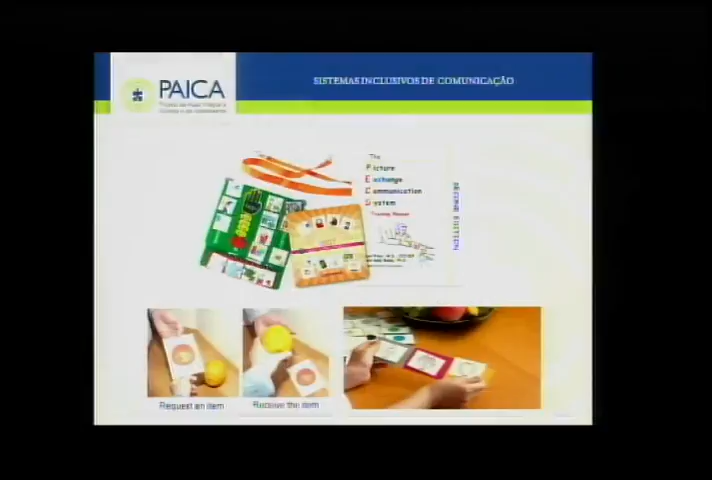 SISTEMAS INCLUSIVOS DE COMUNICAÇÃO
PAICA
The
Picture
Exchange
Communication
System
Training Manual
SECOND EDITION
Request an item
Receive the item